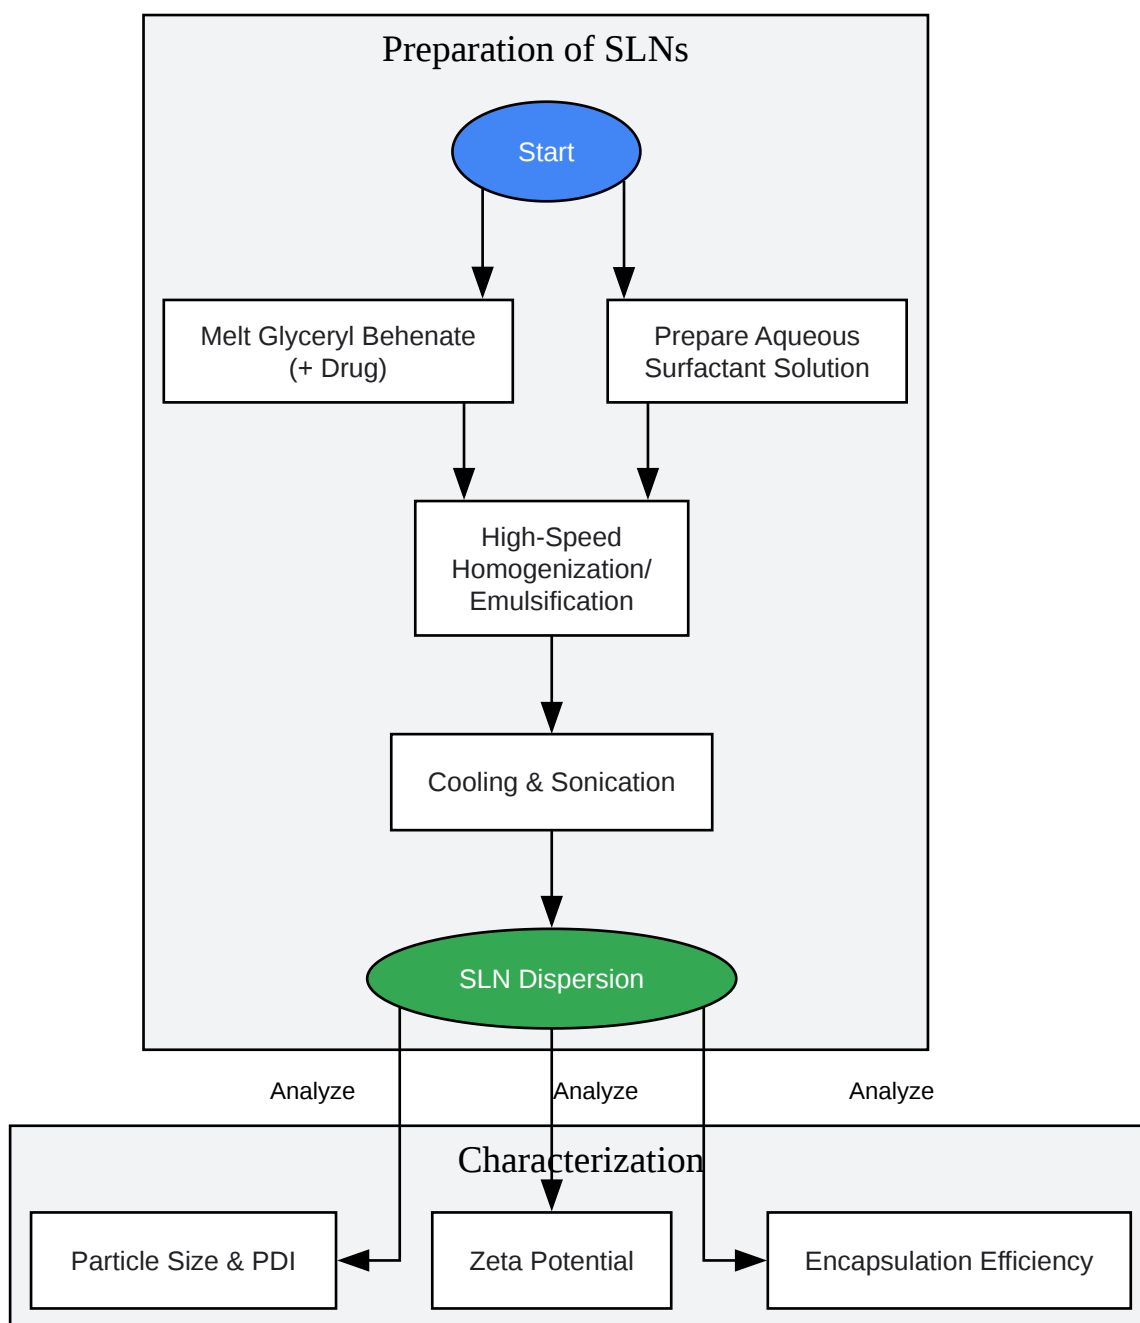 Preparation of SLNs
Start
Melt Glyceryl Behenate
(+ Drug)
Prepare Aqueous
Surfactant Solution
High-Speed
Homogenization/
Emulsification
Cooling & Sonication
SLN Dispersion
Analyze
Analyze
Analyze
Characterization
Particle Size & PDI
Zeta Potential
Encapsulation Efficiency